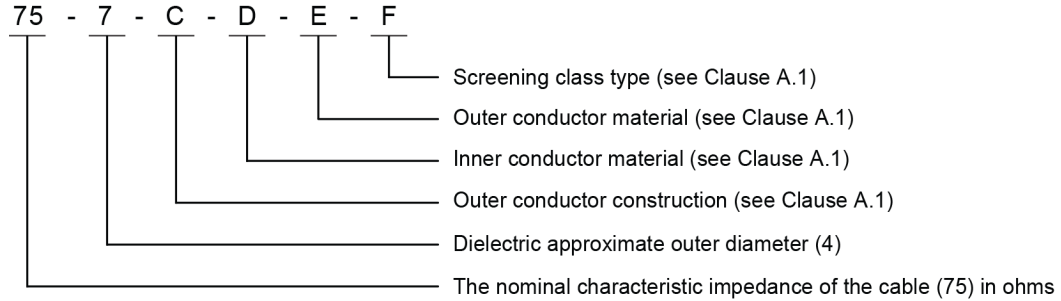 75 - 7 - C - D - E - F
Screening class type (see Clause A.1)
Outer conductor material (see Clause A.1)
Inner conductor material (see Clause A.1)
Outer conductor construction (see Clause A.1)
Dielectric approximate outer diameter (4)
The nominal characteristic impedance of the cable (75) in ohms